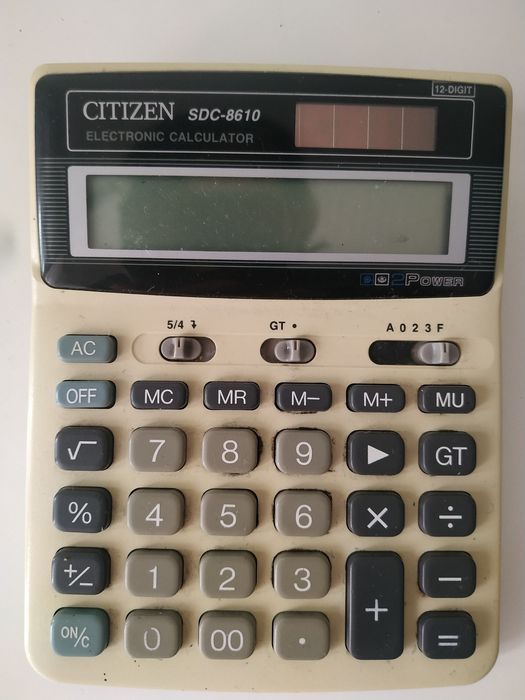 12-DIGIT
CITIZEN SDC-8610
ELECTRONIC CALCULATOR
2POWER
5/4 GT • A 0 2 3 F
AC
OFF MC MR M− M+ MU
√ 7 8 9 ▶ GT
% 4 5 6 × ÷
+/− 1 2 3 −
ON/C 0 00 · + =